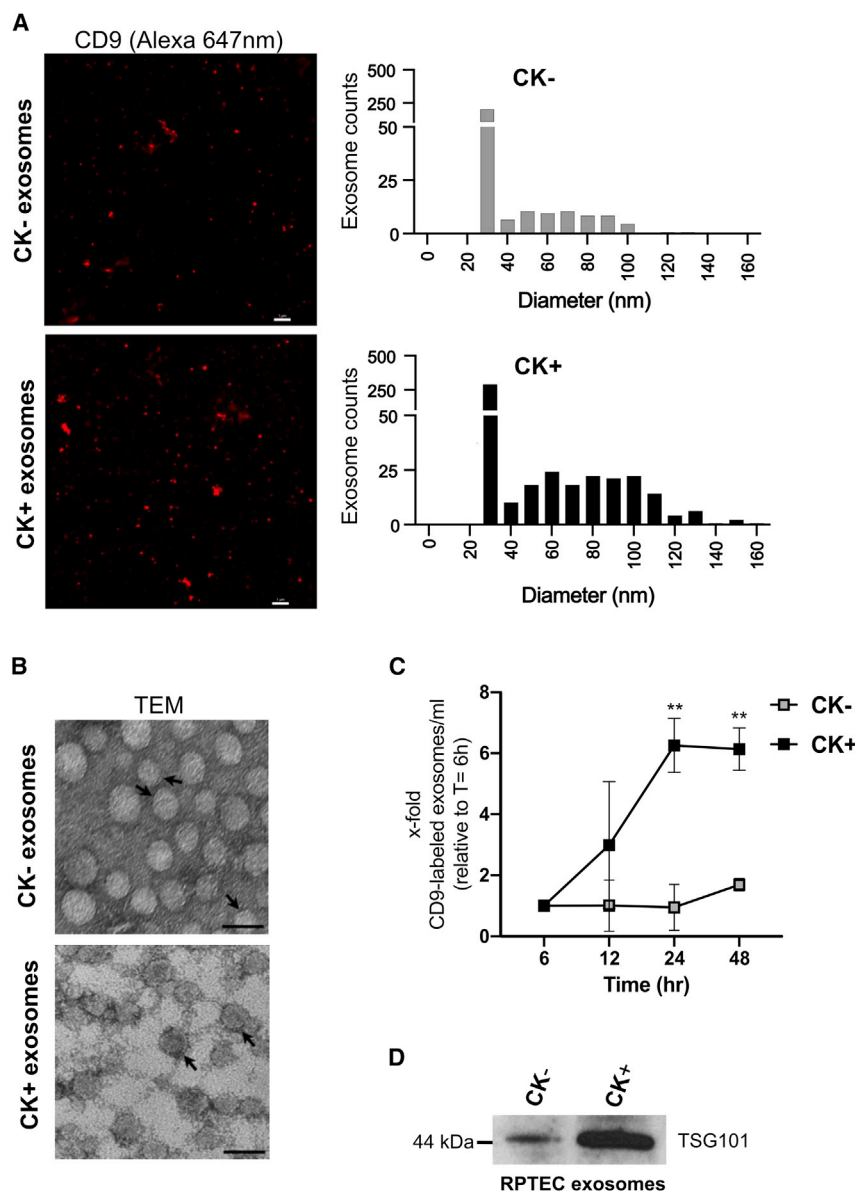 A
CD9 (Alexa 647nm)
CK- exosomes
CK+ exosomes
CK-
Exosome counts
500
250
50
25
0
0
20
40
60
80
100
120
140
160
Diameter (nm)
CK+
Exosome counts
500
250
50
25
0
0
20
40
60
80
100
120
140
160
Diameter (nm)
B
TEM
CK- exosomes
CK+ exosomes
C
x-fold
CD9-labeled exosomes/ml
(relative to T= 6h)
8
6
4
2
0
**
**
6
12
24
48
Time (hr)
CK-
CK+
D
CK-
CK+
44 kDa
TSG101
RPTEC exosomes